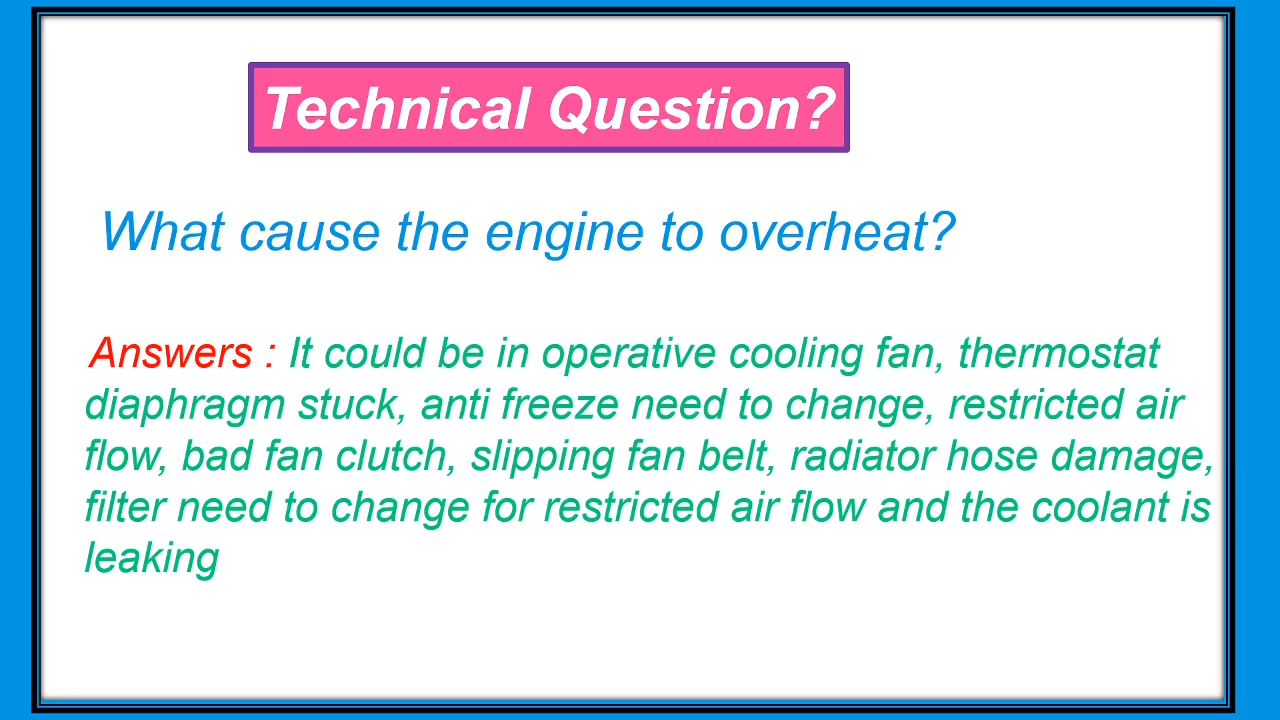 Technical Question?
What cause the engine to overheat?
Answers : It could be in operative cooling fan, thermostat
diaphragm stuck, anti freeze need to change, restricted air
flow, bad fan clutch, slipping fan belt, radiator hose damage,
filter need to change for restricted air flow and the coolant is
leaking